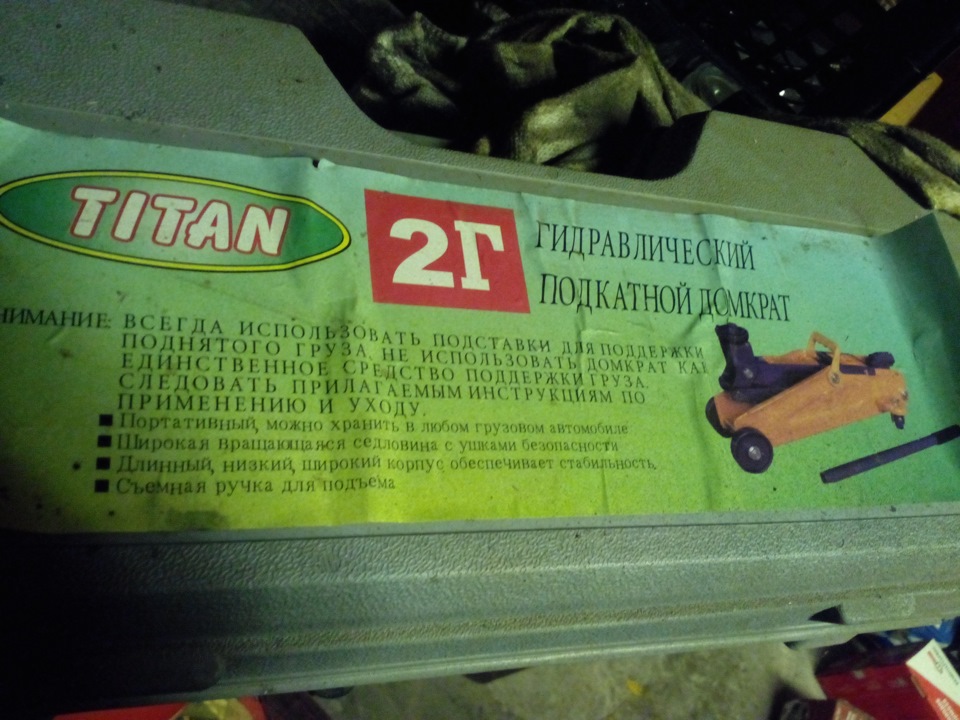 TITAN
2Г
ГИДРАВЛИЧЕСКИЙ
ПОДКАТНОЙ ДОМКРАТ
ВСЕГДА ИСПОЛЬЗОВАТЬ ПОДСТАВКИ ДЛЯ ПОДДЕРЖКИ
ПОДНЯТОГО ГРУЗА. НЕ ИСПОЛЬЗОВАТЬ ДОМКРАТ КАК
ЕДИНСТВЕННОЕ СРЕДСТВО ПОДДЕРЖКИ ГРУЗА.
СЛЕДОВАТЬ ПРИЛАГАЕМЫМ ИНСТРУКЦИЯМ ПО
ПРИМЕНЕНИЮ И УХОДУ.
■ Портативный, можно хранить в любом грузовом автомобиле
■ Широкая вращающаяся седловина с ушками безопасности
■ Длинный, низкий, широкий корпус обеспечивает стабильность.
■ Съемная ручка для подъема